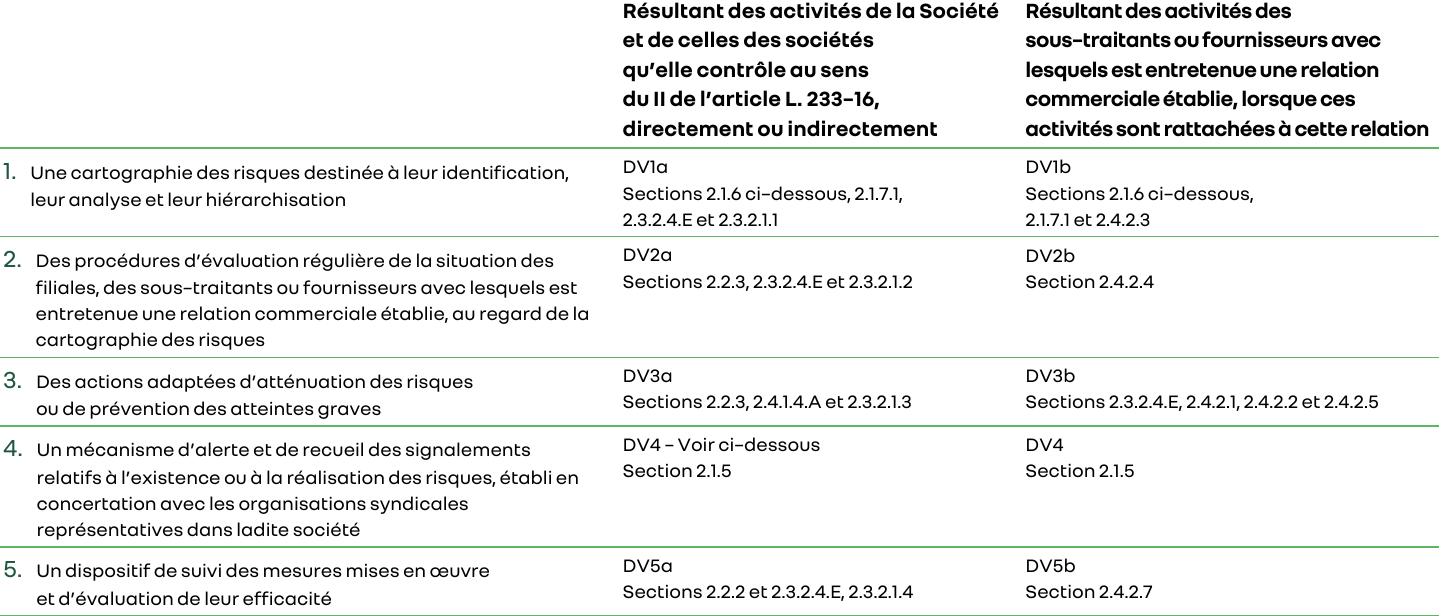 Résultant des activités de la Société
et de celles des sociétés
qu'elle contrôle au sens
du II de l'article L. 233-16,
directement ou indirectement
Résultant des activités des
sous-traitants ou fournisseurs avec
lesquels est entretenue une relation
commerciale établie, lorsque ces
activités sont rattachées à cette relation
1. Une cartographie des risques destinée à leur identification,
leur analyse et leur hiérarchisation
DV1a
Sections 2.1.6 ci-dessous, 2.1.7.1,
2.3.2.4.E et 2.3.2.1.1
DV1b
Sections 2.1.6 ci-dessous,
2.1.7.1 et 2.4.2.3
2. Des procédures d'évaluation régulière de la situation des
filiales, des sous-traitants ou fournisseurs avec lesquels est
entretenue une relation commerciale établie, au regard de la
cartographie des risques
DV2a
Sections 2.2.3, 2.3.2.4.E et 2.3.2.1.2
DV2b
Section 2.4.2.4
3. Des actions adaptées d'atténuation des risques
ou de prévention des atteintes graves
DV3a
Sections 2.2.3, 2.4.1.4.A et 2.3.2.1.3
DV3b
Sections 2.3.2.4.E, 2.4.2.1, 2.4.2.2 et 2.4.2.5
4. Un mécanisme d'alerte et de recueil des signalements
relatifs à l'existence ou à la réalisation des risques, établi en
concertation avec les organisations syndicales
représentatives dans ladite société
DV4 - Voir ci-dessous
Section 2.1.5
DV4
Section 2.1.5
5. Un dispositif de suivi des mesures mises en œuvre
et d'évaluation de leur efficacité
DV5a
Sections 2.2.2 et 2.3.2.4.E, 2.3.2.1.4
DV5b
Section 2.4.2.7